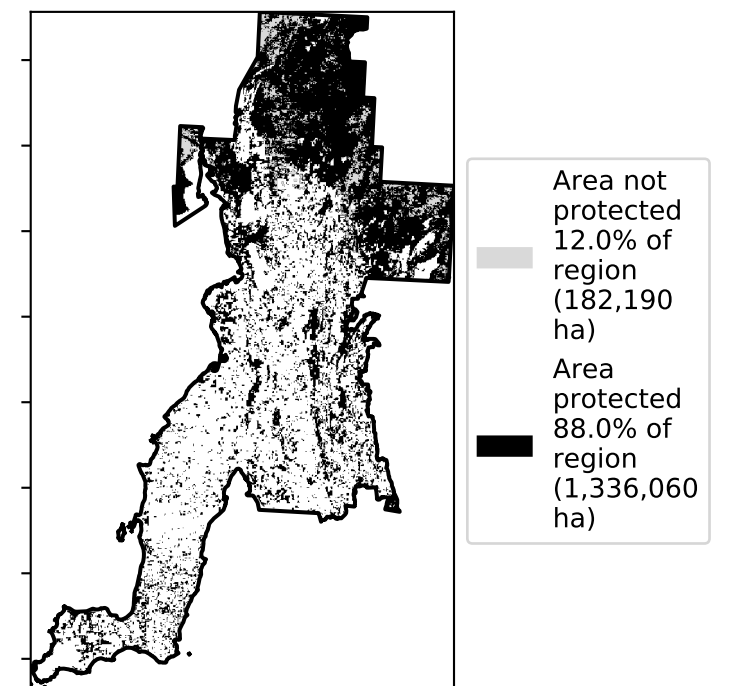 Area not
protected
12.0% of
region
(182,190
ha)
Area
protected
88.0% of
region
(1,336,060
ha)